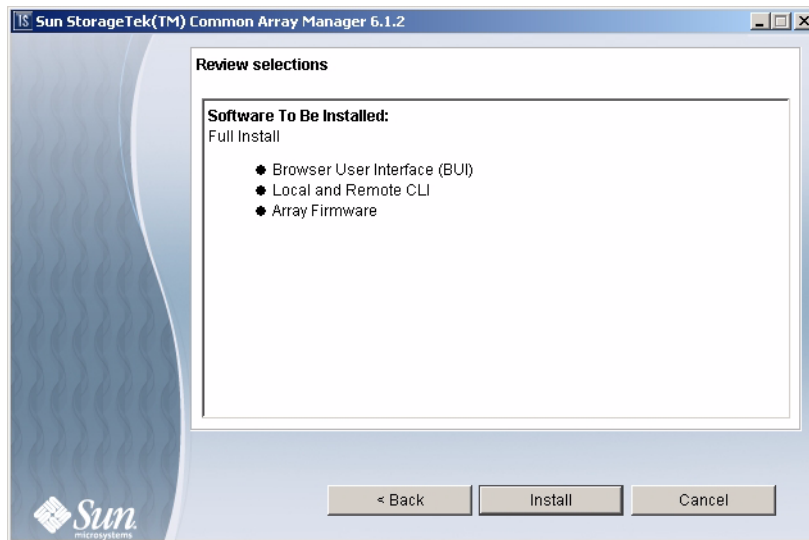 Sun StorageTek(TM) Common Array Manager 6.1.2
Review selections
Software To Be Installed:
Full Install
Browser User Interface (BUI)
Local and Remote CLI
Array Firmware
< Back
Install
Cancel
Sun
microsystems